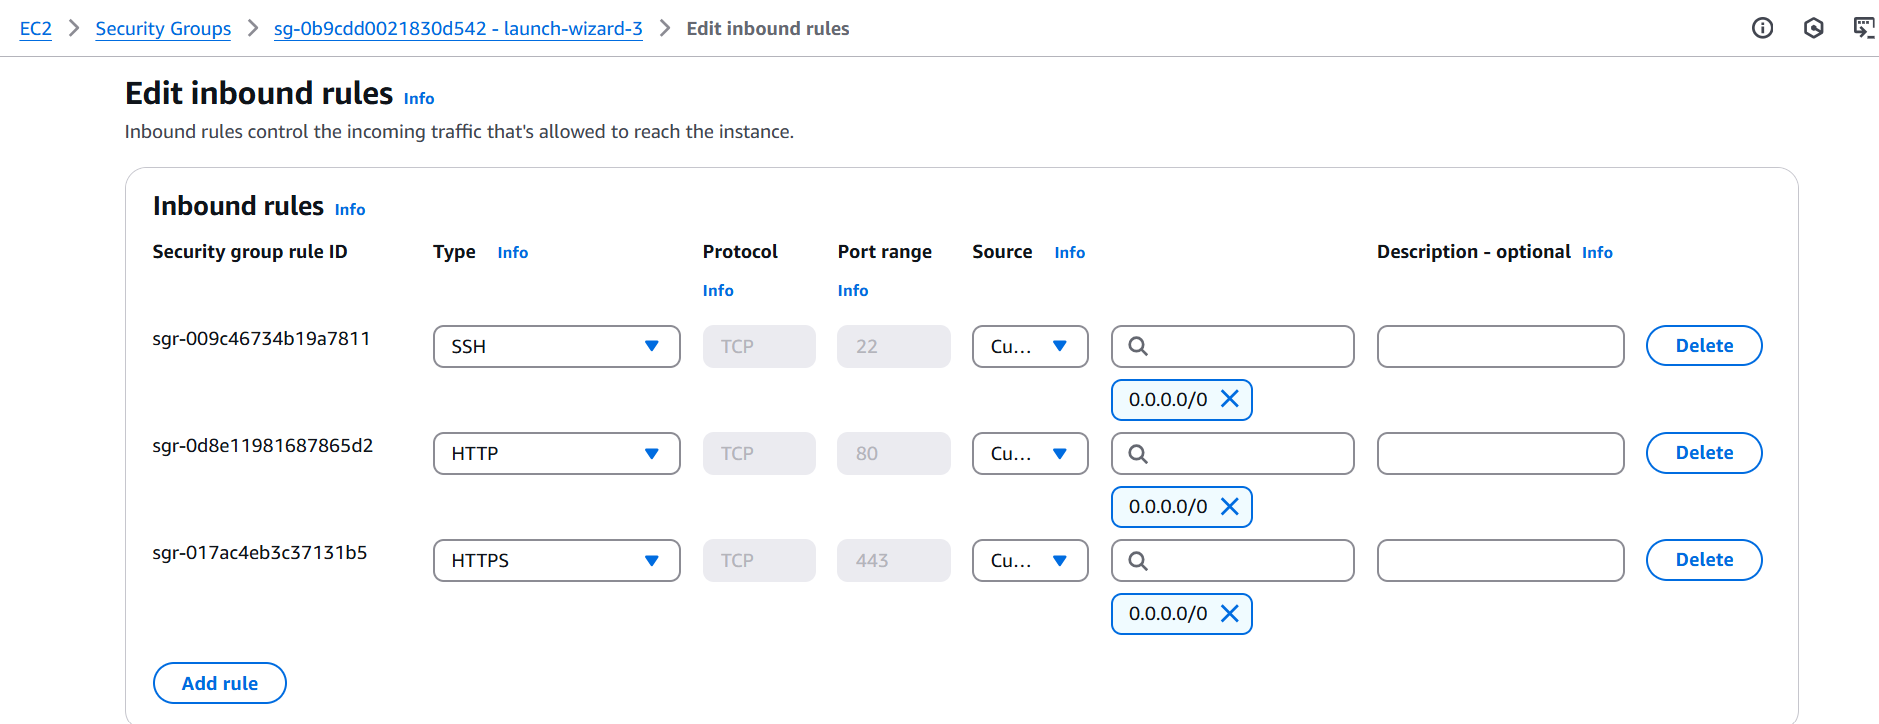 EC2 > Security Groups > sg-0b9cdd0021830d542 - launch-wizard-3 > Edit inbound rules
Edit inbound rules Info
Inbound rules control the incoming traffic that's allowed to reach the instance.
Inbound rules Info
Security group rule ID Type Info Protocol Port range Source Info Description - optional Info
Info Info
sgr-009c46734b19a7811 SSH TCP 22 Cu... Delete
0.0.0.0/0
sgr-0d8e11981687865d2 HTTP TCP 80 Cu... Delete
0.0.0.0/0
sgr-017ac4eb3c37131b5 HTTPS TCP 443 Cu... Delete
0.0.0.0/0
Add rule